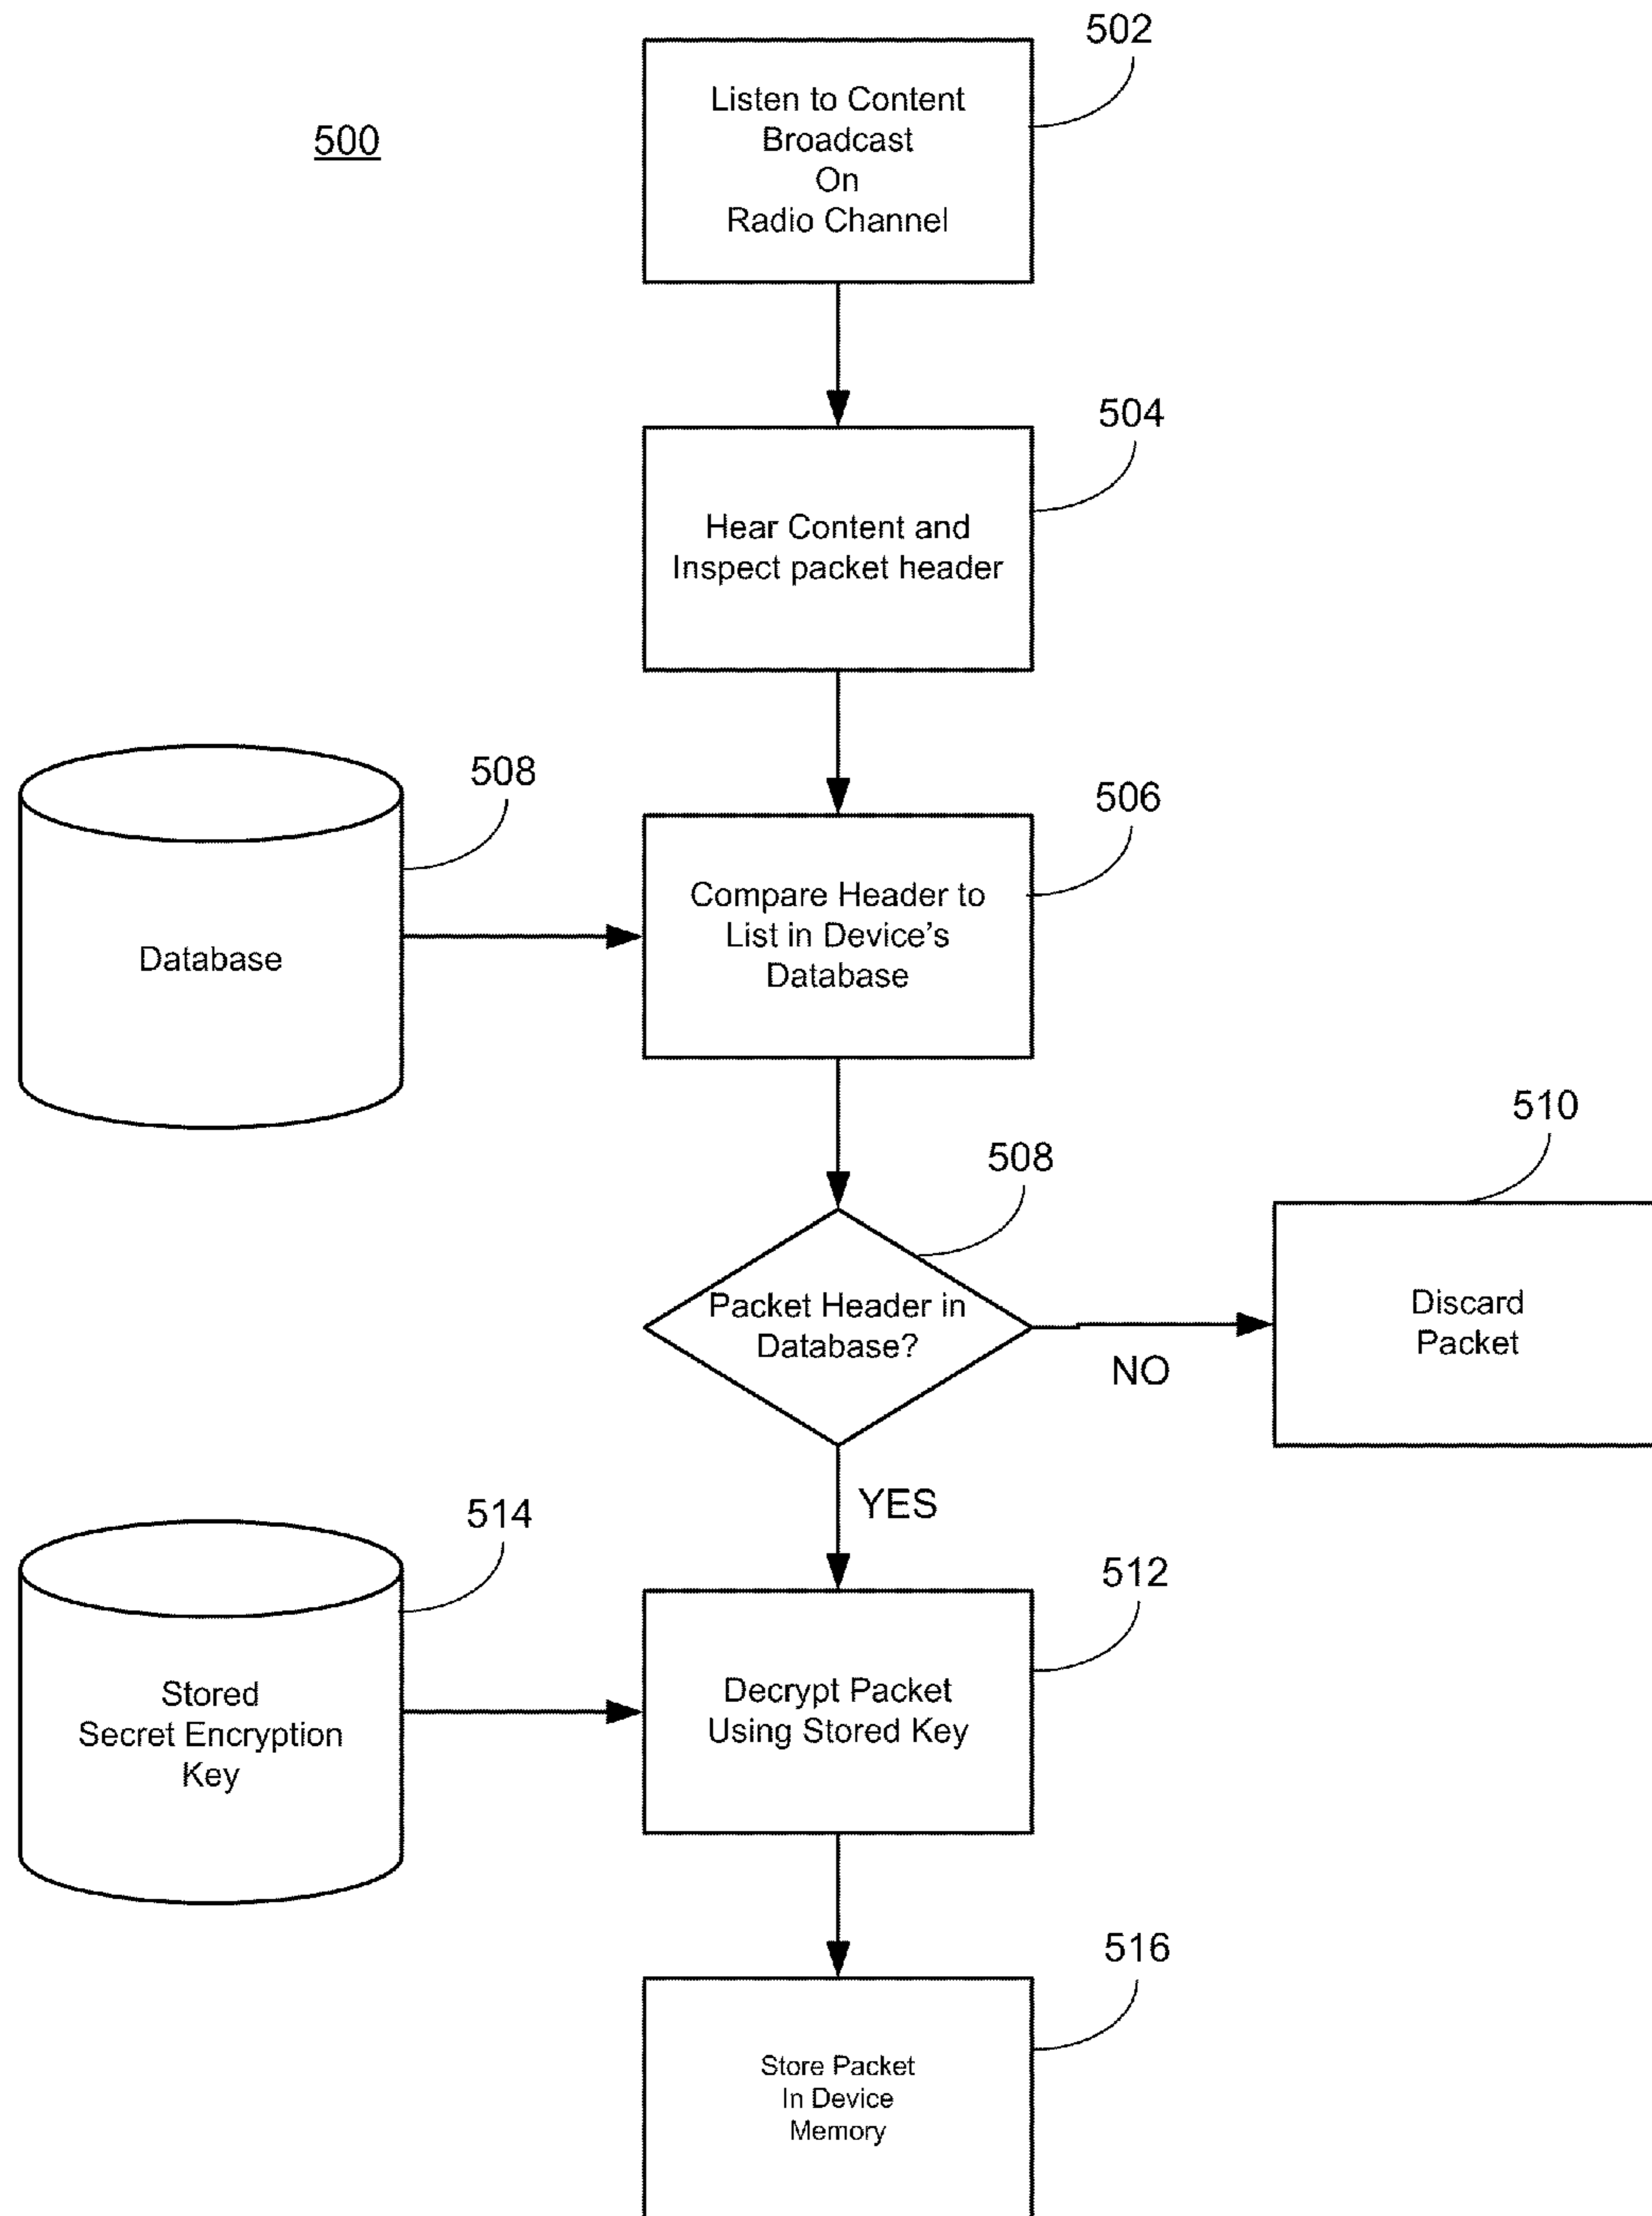 502
500
Listen to Content
Broadcast
On
Radio Channel
504
Hear Content and
Inspect packet header
508
506
Database
Compare Header to
List in Device's
Database
510
508
Packet Header in
Database?
Discard
Packet
NO
YES
514
512
Stored
Secret Encryption
Key
Decrypt Packet
Using Stored Key
516
Store Packet
In Device
Memory